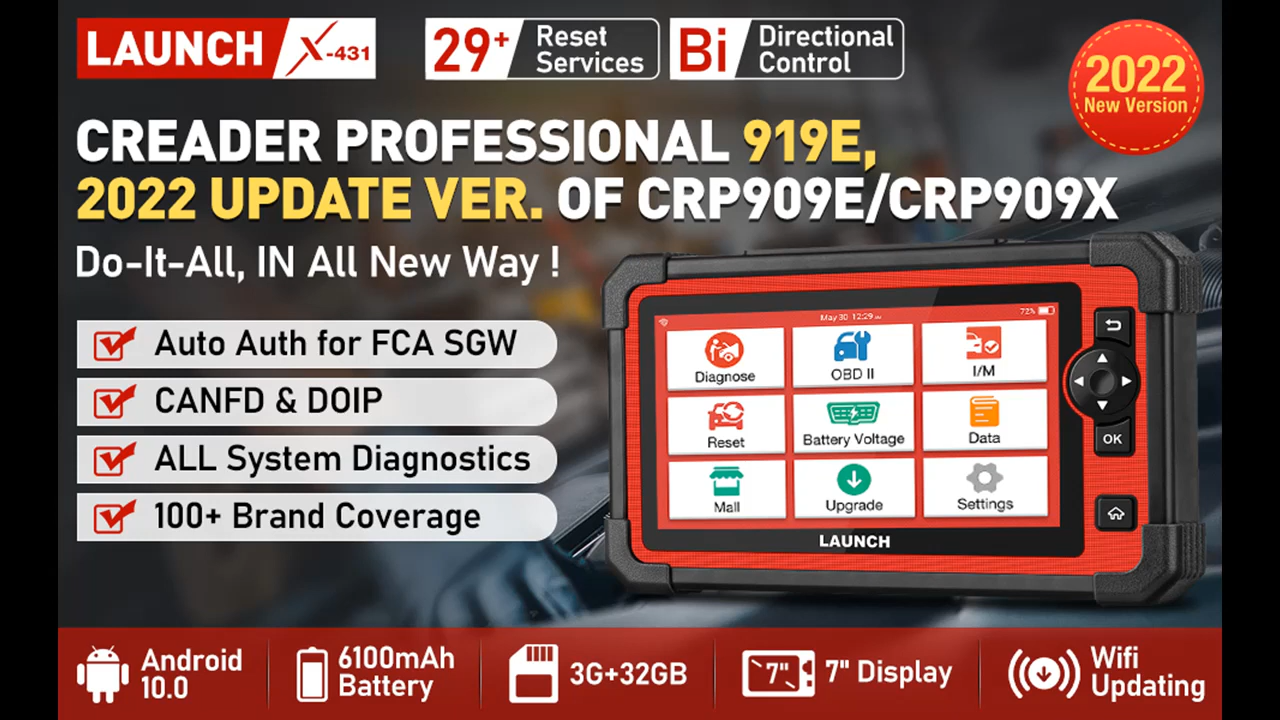 LAUNCH X-431
29+ Reset Services
Bi Directional Control
2022
New Version
CREADER PROFESSIONAL 919E,
2022 UPDATE VER. OF CRP909E/CRP909X
Do-It-All, IN All New Way !
Auto Auth for FCA SGW
CANFD & DOIP
ALL System Diagnostics
100+ Brand Coverage
May 30 12:29 AM
72%
Diagnose
OBD II
I/M
Reset
Battery Voltage
Data
Mall
Upgrade
Settings
OK
LAUNCH
Android
10.0
6100mAh
Battery
3G+32GB
7"
7" Display
Wifi
Updating